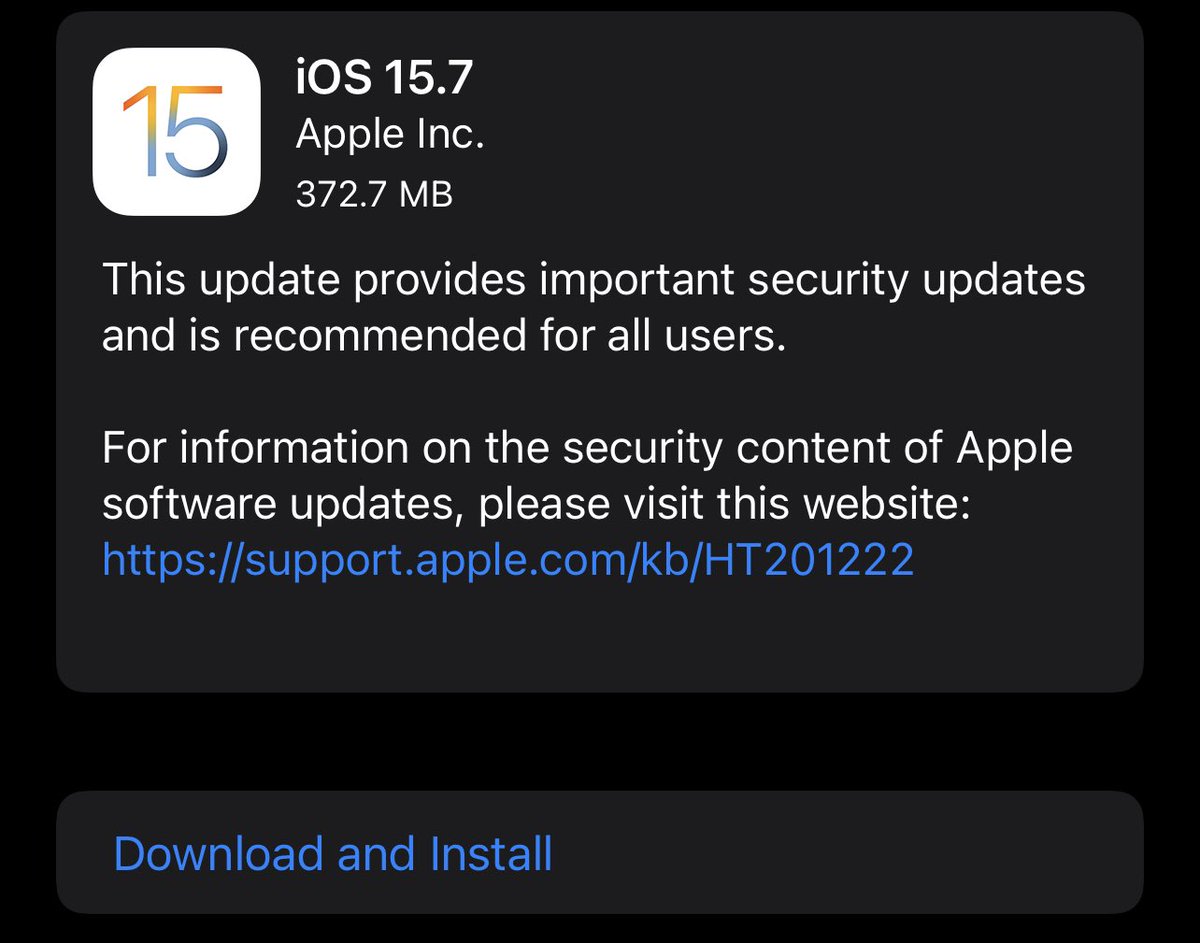 15
iOS 15.7
Apple Inc.
372.7 MB
This update provides important security updates
and is recommended for all users.
For information on the security content of Apple
software updates, please visit this website:
https://support.apple.com/kb/HT201222
Download and Install